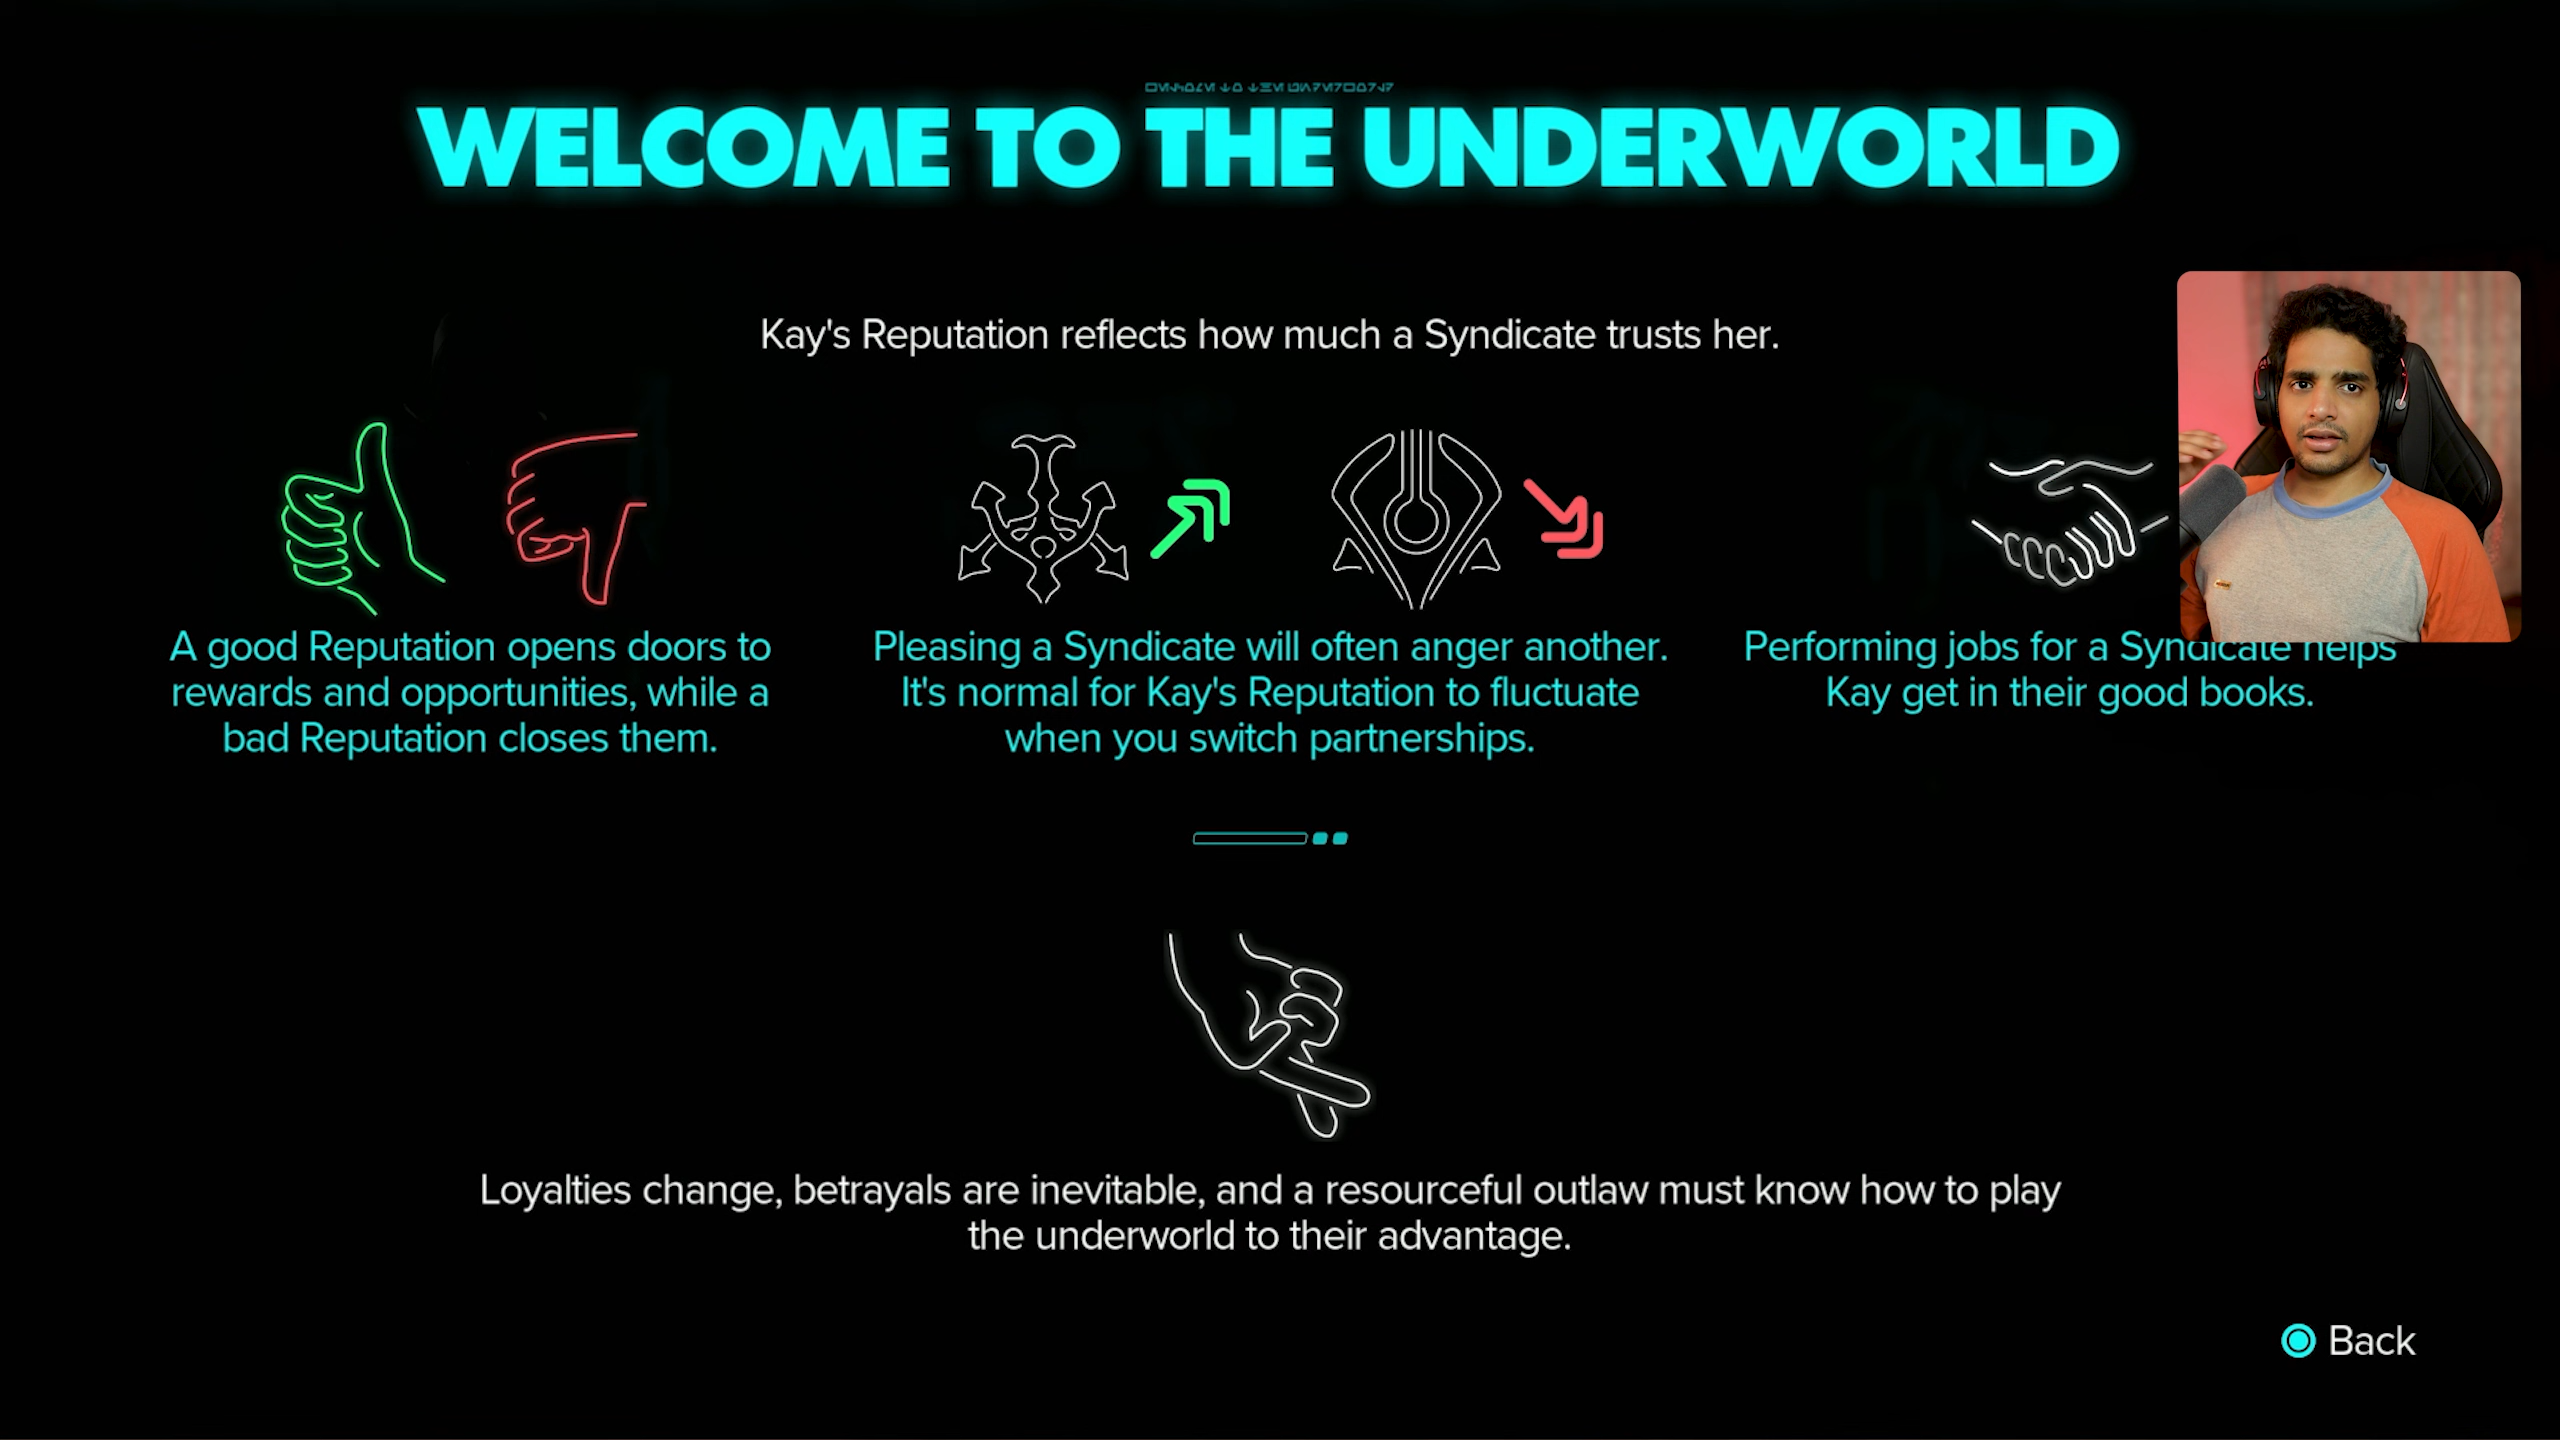 WELCOME TO THE UNDERWORLD
Kay's Reputation reflects how much a Syndicate trusts her.
A good Reputation opens doors to
rewards and opportunities, while a
bad Reputation closes them.
Pleasing a Syndicate will often anger another.
It's normal for Kay's Reputation to fluctuate
when you switch partnerships.
Performing jobs for a Syndicate helps
Kay get in their good books.
Loyalties change, betrayals are inevitable, and a resourceful outlaw must know how to play
the underworld to their advantage.
Back